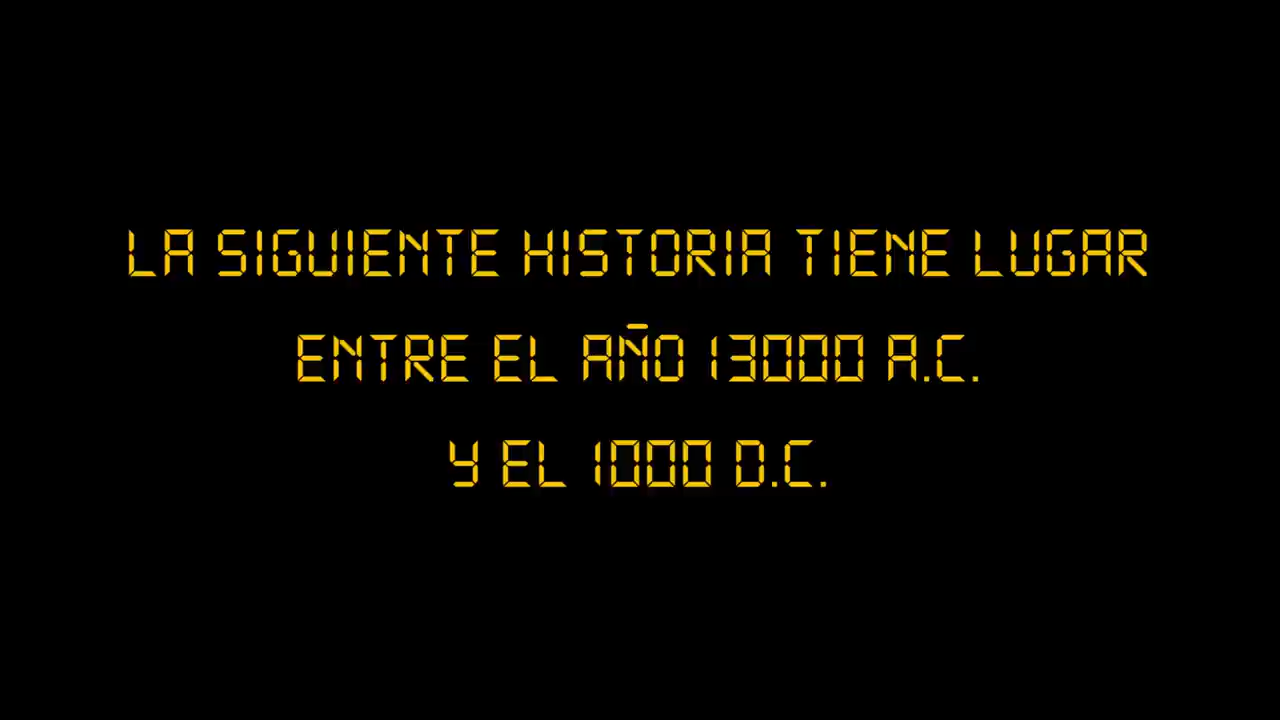 LA SIGUIENTE HISTORIA TIENE LUGAR
ENTRE EL AÑO 13000 A.C.
Y EL 1000 D.C.